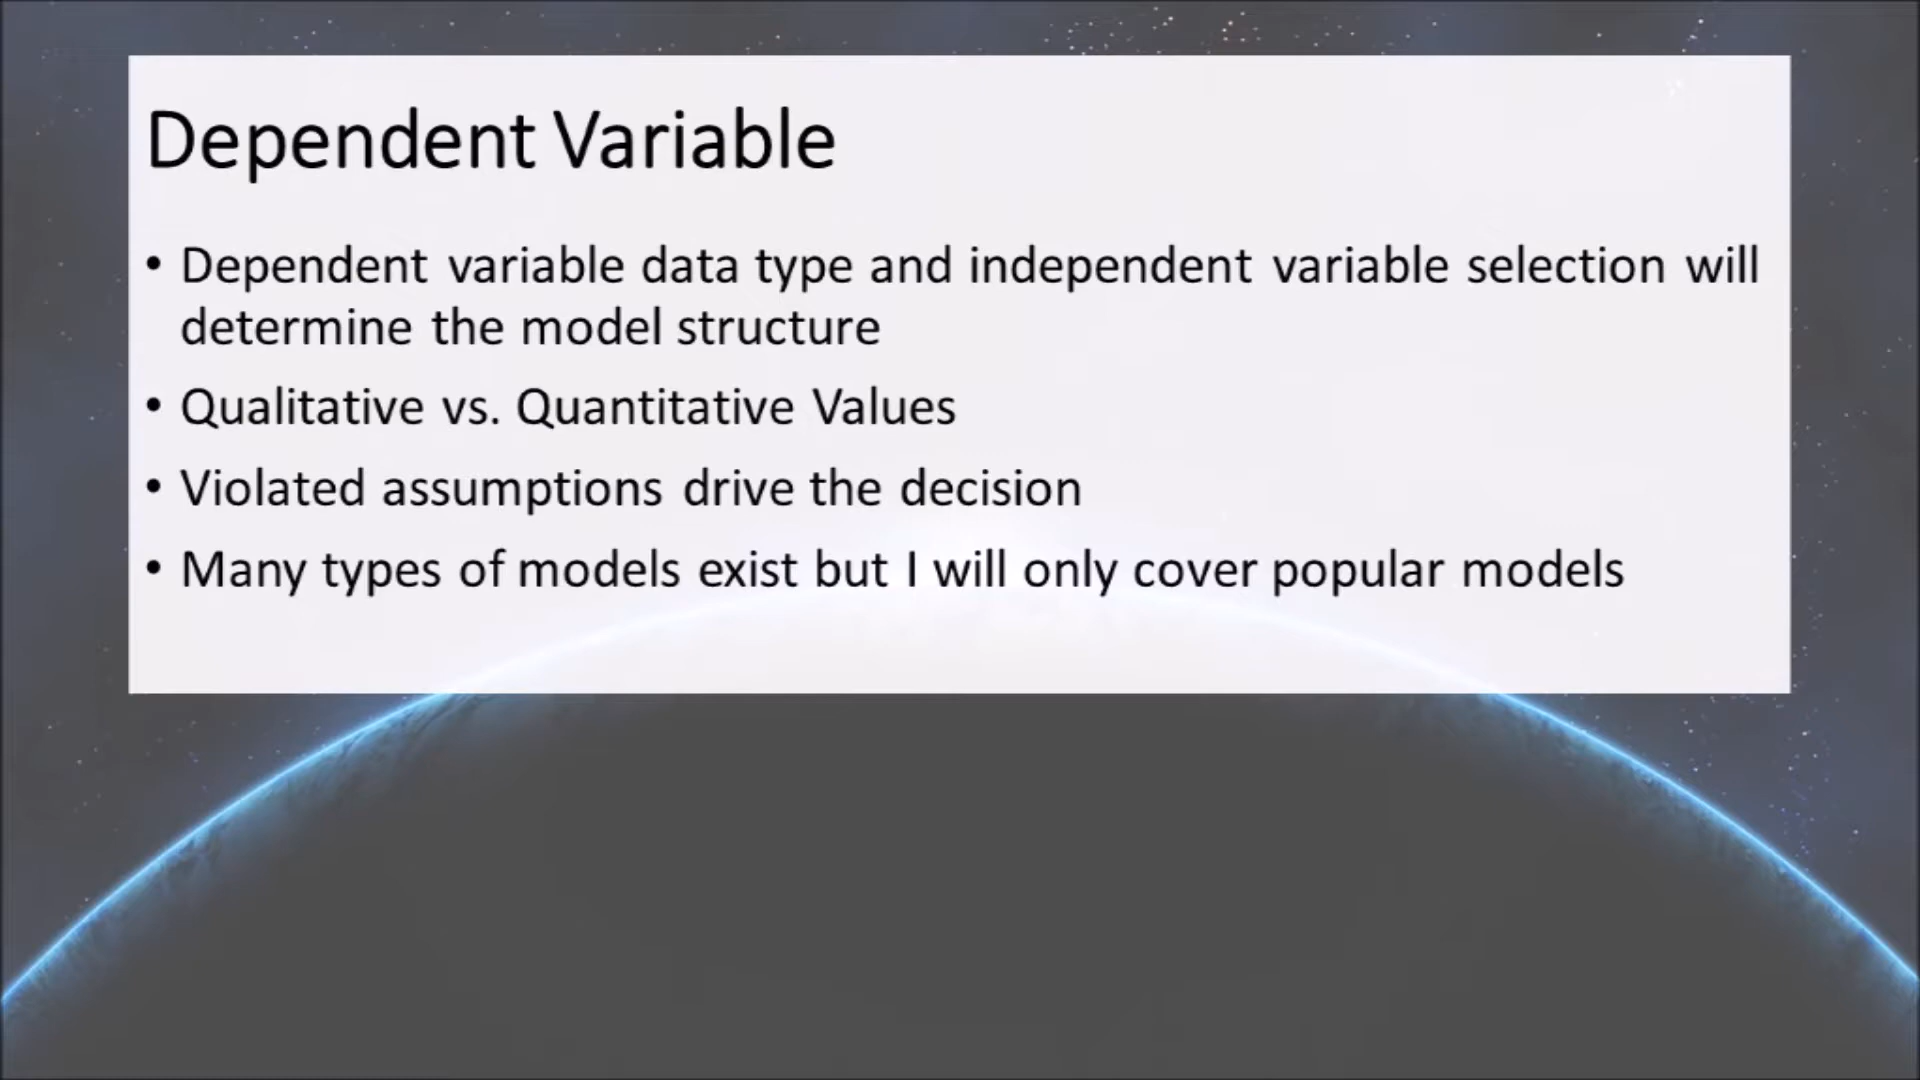 Dependent Variable
• Dependent variable data type and independent variable selection will
determine the model structure
• Qualitative vs. Quantitative Values
• Violated assumptions drive the decision
• Many types of models exist but I will only cover popular models